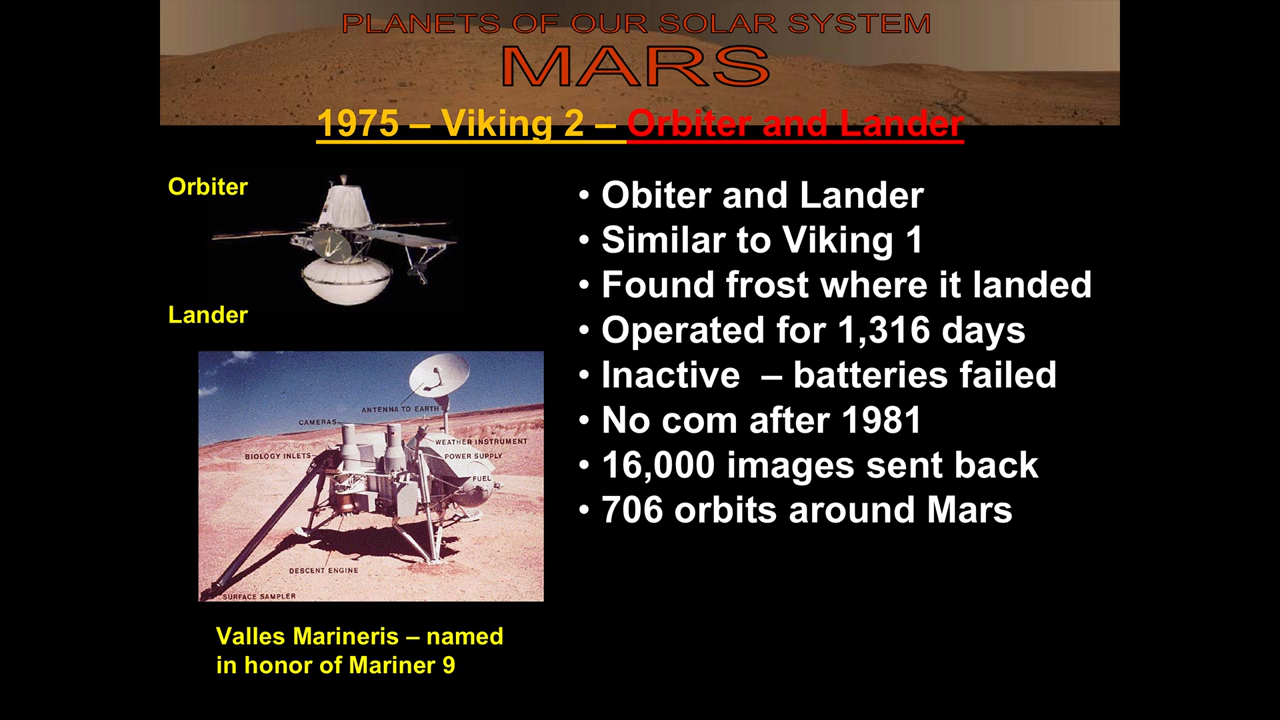 PLANETS OF OUR SOLAR SYSTEM
MARS
1975 – Viking 2 – Orbiter and Lander
Orbiter
Lander
ANTENNA TO EARTH
CAMERAS
WEATHER INSTRUMENT
BIOLOGY INLETS
POWER SUPPLY
FUEL
DESCENT ENGINE
SURFACE SAMPLER
Valles Marineris – named
in honor of Mariner 9
• Obiter and Lander
• Similar to Viking 1
• Found frost where it landed
• Operated for 1,316 days
• Inactive – batteries failed
• No com after 1981
• 16,000 images sent back
• 706 orbits around Mars